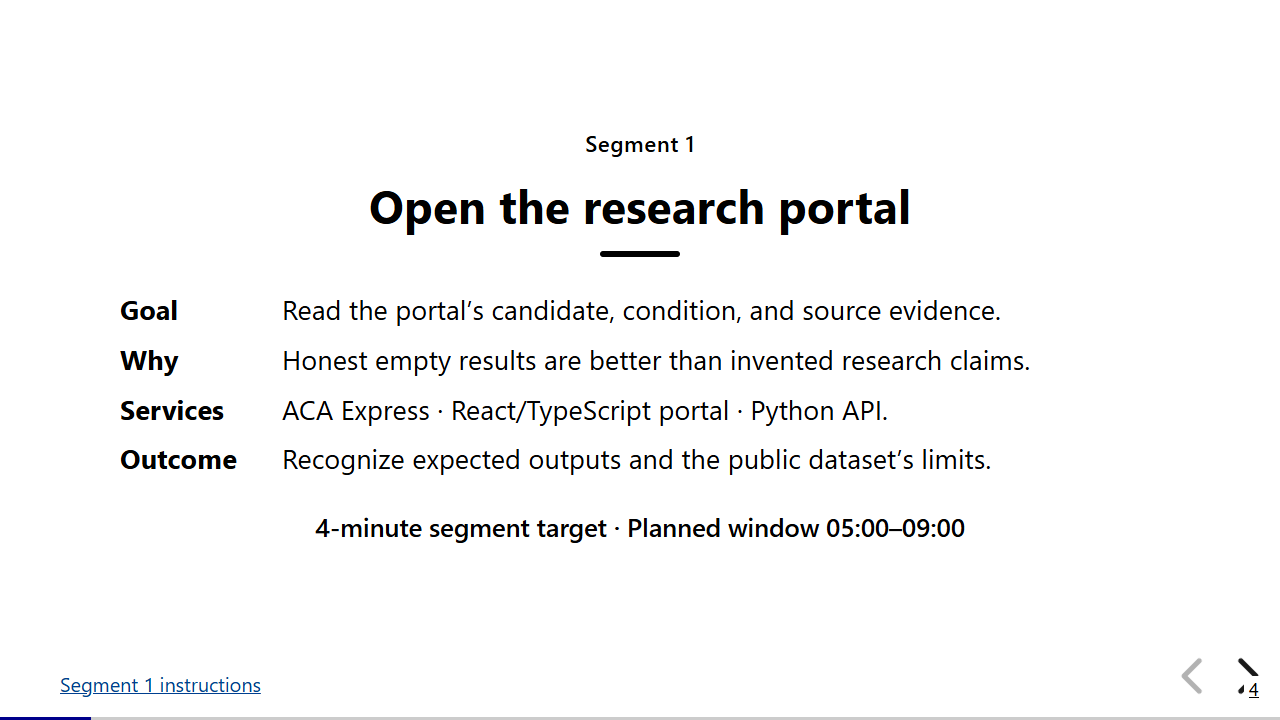 Segment 1
Open the research portal
Goal Read the portal’s candidate, condition, and source evidence.
Why Honest empty results are better than invented research claims.
Services ACA Express · React/TypeScript portal · Python API.
Outcome Recognize expected outputs and the public dataset’s limits.
4-minute segment target · Planned window 05:00–09:00
Segment 1 instructions
4